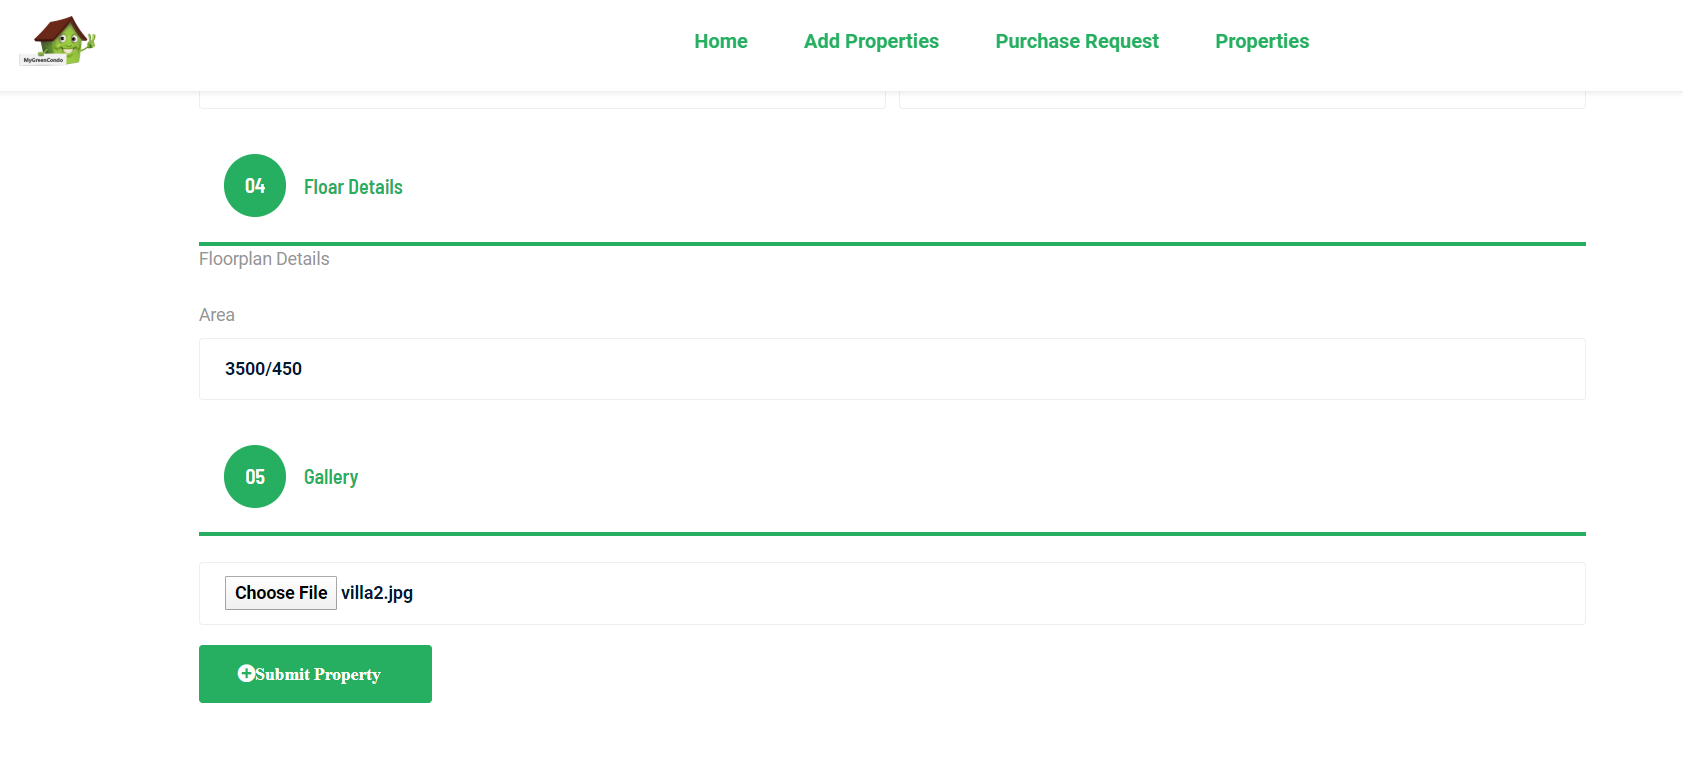 MyGreenCondo
Home Add Properties Purchase Request Properties
04 Floar Details
Floorplan Details
Area
3500/450
05 Gallery
Choose File villa2.jpg
Submit Property